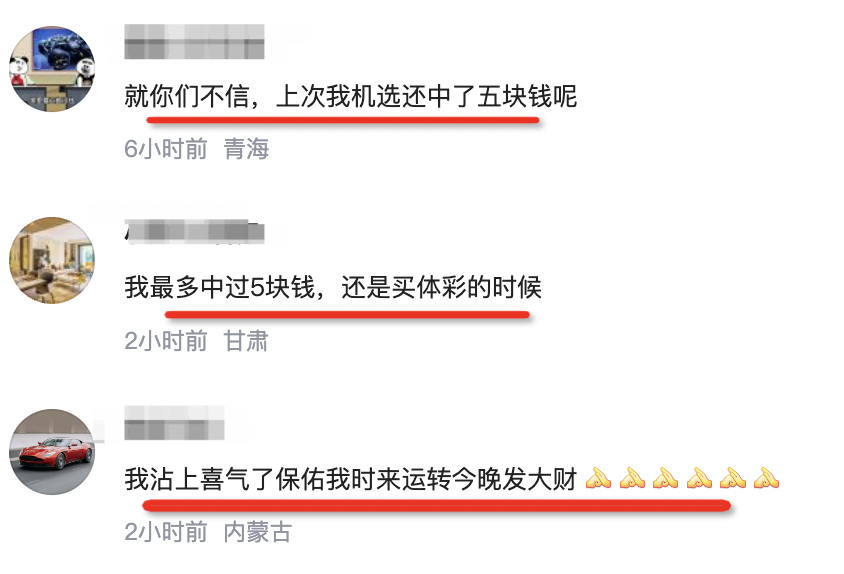 就你们不信，上次我机选还中了五块钱呢
6小时前 青海
我最多中过5块钱，还是买体彩的时候
2小时前 甘肃
我沾上喜气了保佑我时来运转今晚发大财🙏🙏🙏🙏🙏🙏
2小时前 内蒙古